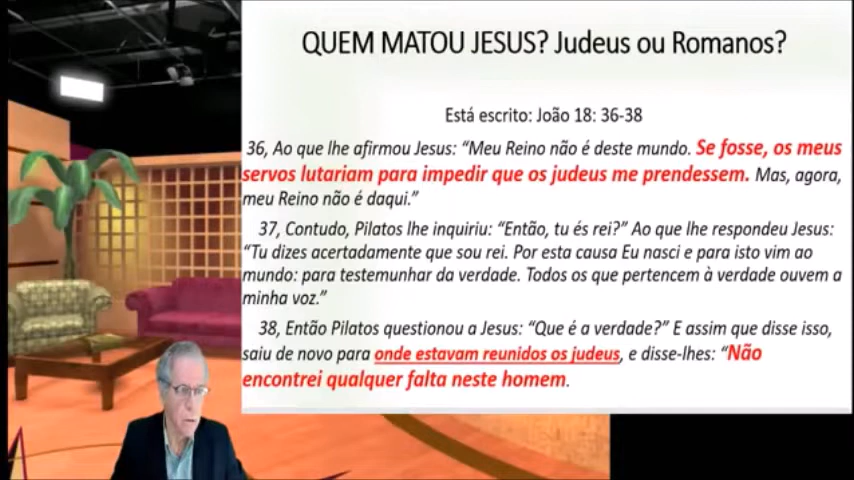 QUEM MATOU JESUS? Judeus ou Romanos?
Está escrito: João 18: 36-38
36, Ao que lhe afirmou Jesus: “Meu Reino não é deste mundo. Se fosse, os meus
servos lutariam para impedir que os judeus me prendessem. Mas, agora,
meu Reino não é daqui.”
37, Contudo, Pilatos lhe inquiriu: “Então, tu és rei?” Ao que lhe respondeu Jesus:
“Tu dizes acertadamente que sou rei. Por esta causa Eu nasci e para isto vim ao
mundo: para testemunhar da verdade. Todos os que pertencem à verdade ouvem a
minha voz.”
38, Então Pilatos questionou a Jesus: “Que é a verdade?” E assim que disse isso,
saiu de novo para onde estavam reunidos os judeus, e disse-lhes: “Não
encontrei qualquer falta neste homem.